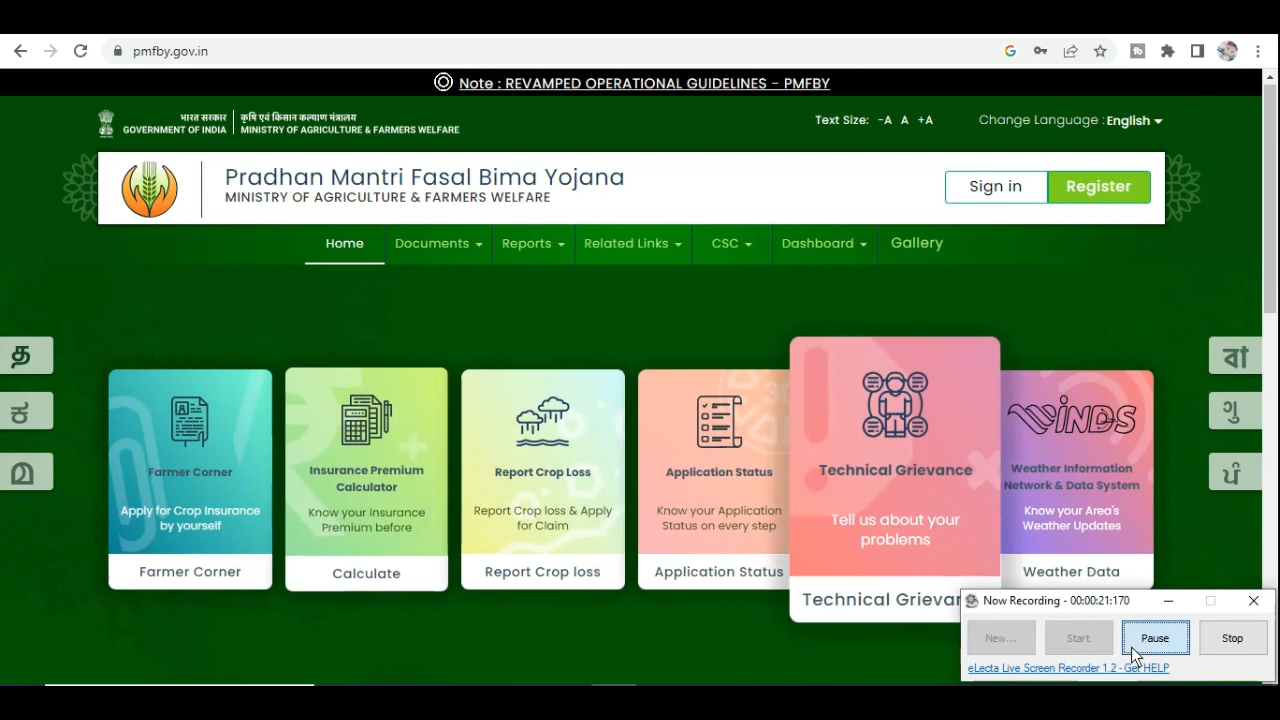 pmfby.gov.in
Note : REVAMPED OPERATIONAL GUIDELINES - PMFBY
भारत सरकार
GOVERNMENT OF INDIA
कृषि एवं किसान कल्याण मंत्रालय
MINISTRY OF AGRICULTURE & FARMERS WELFARE
Text Size: -A A +A
Change Language : English
Pradhan Mantri Fasal Bima Yojana
MINISTRY OF AGRICULTURE & FARMERS WELFARE
Sign in
Register
Home Documents Reports Related Links CSC Dashboard Gallery
த
ಕ
മ
বা
ગુ
Farmer Corner
Apply for Crop Insurance
by yourself
Farmer Corner
Insurance Premium
Calculator
Know your Insurance
Premium before
Calculate
Report Crop Loss
Report Crop loss & Apply
for Claim
Report Crop loss
Application Status
Know your Application
Status on every step
Application Status
Technical Grievance
Tell us about your
problems
Technical Grievan
WINDS
Weather Information
Network & Data System
Know your Area's
Weather Updates
Weather Data
Now Recording - 00:00:21:170
New... Start Pause Stop
eLecta Live Screen Recorder 1.2 - Get HELP